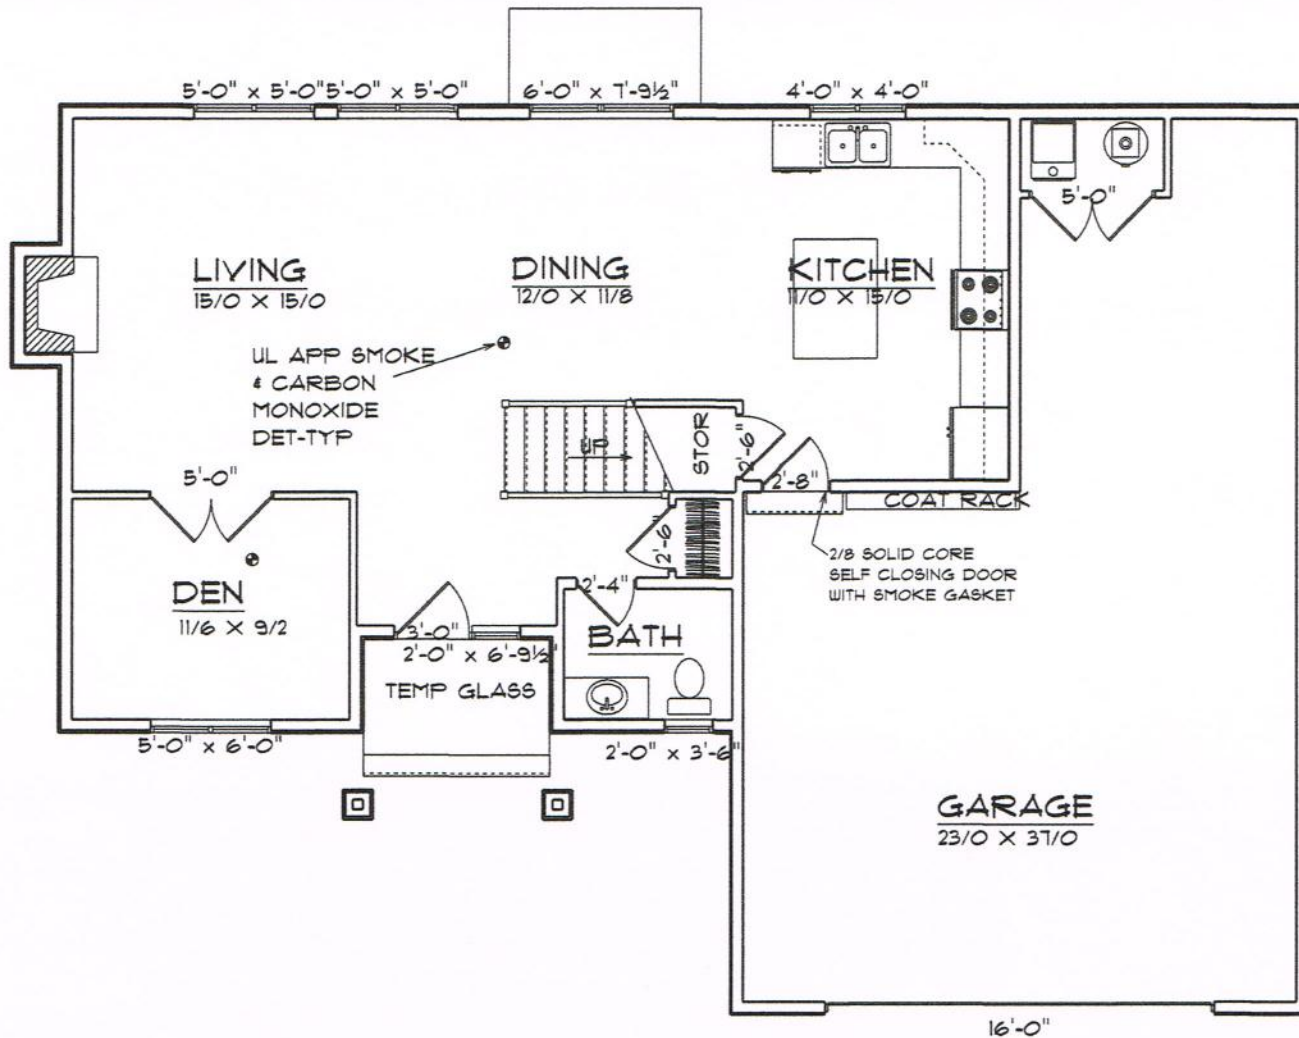 5'-0" x 5'-0" 5'-0" x 5'-0" 6'-0" x 7'-9½" 4'-0" x 4'-0"
5'-0"
LIVING
15/0 X 15/0
DINING
12/0 X 11/8
KITCHEN
11/0 X 15/0
UL APP SMOKE
& CARBON
MONOXIDE
DET-TYP
UP
STOR
2'-6"
2'-8"
COAT RACK
5'-0"
2'-6"
2/8 SOLID CORE
SELF CLOSING DOOR
WITH SMOKE GASKET
DEN
11/6 X 9/2
2'-4"
BATH
3'-0"
2'-0" x 6'-9½"
TEMP GLASS
5'-0" x 6'-0"
2'-0" x 3'-6"
GARAGE
23/0 X 37/0
16'-0"